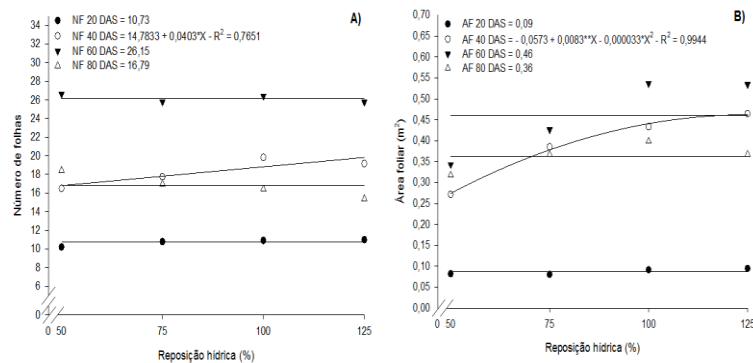 A)
NF 20 DAS = 10,73
NF 40 DAS = 14,7833 + 0,0403*X - R² = 0,7651
NF 60 DAS = 26,15
NF 80 DAS = 16,79
Número de folhas
34
32
30
28
26
24
22
20
18
16
14
12
10
8
6
0
0 50 75 100 125
Reposição hídrica (%)
B)
AF 20 DAS = 0,09
AF 40 DAS = - 0,0573 + 0,0083**X - 0,000033*X² - R² = 0,9944
AF 60 DAS = 0,46
AF 80 DAS = 0,36
Área foliar (m²)
0,70
0,65
0,60
0,55
0,50
0,45
0,40
0,35
0,30
0,25
0,20
0,15
0,10
0,05
0,00
0 50 75 100 125
Reposição hídrica (%)